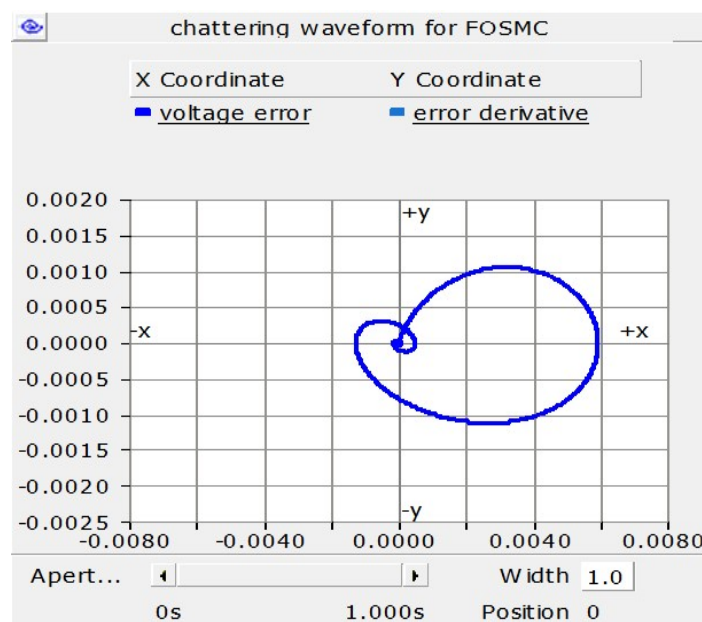 chattering waveform for FOSMC
X Coordinate Y Coordinate
voltage error error derivative
0.0020
+y
0.0015
0.0010
0.0005
-x +x
0.0000
-0.0005
-0.0010
-0.0015
-0.0020
-y
-0.0025
-0.0080 -0.0040 0.0000 0.0040 0.0080
Apert... Width 1.0
0s 1.000s Position 0